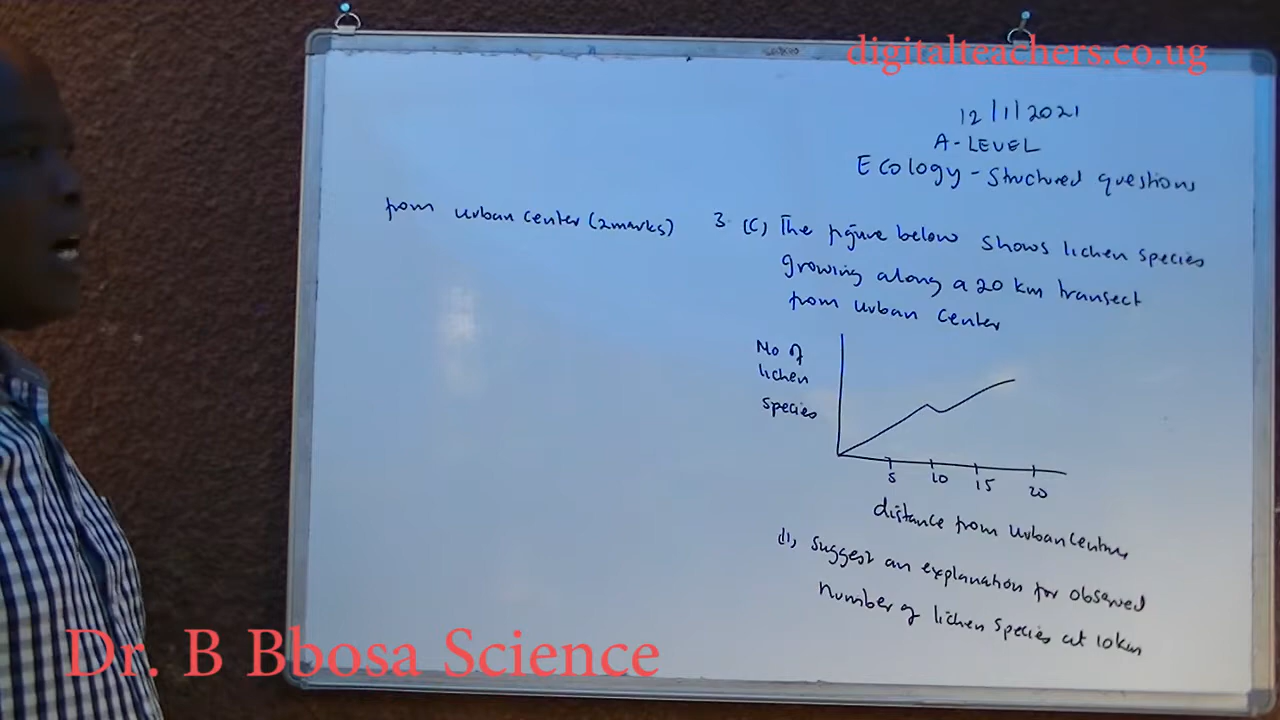 digitalteachers.co.ug
12/1/2021
A-LEVEL
Ecology - Structured questions
from urban center (2marks)
3 (c) The figure below shows lichen species
growing along a 20 km transect
from urban center
No of
lichen
species
5 10 15 20
distance from urban centre
di, suggest an explanation for observed
number of lichen species at 10km
Dr. B Bbosa Science